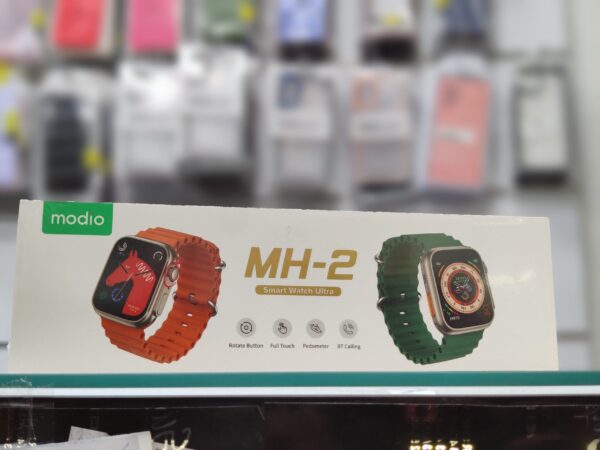 modio
MH-2
Smart Watch Ultra
Rotate Button Full Touch Pedometer BT Calling